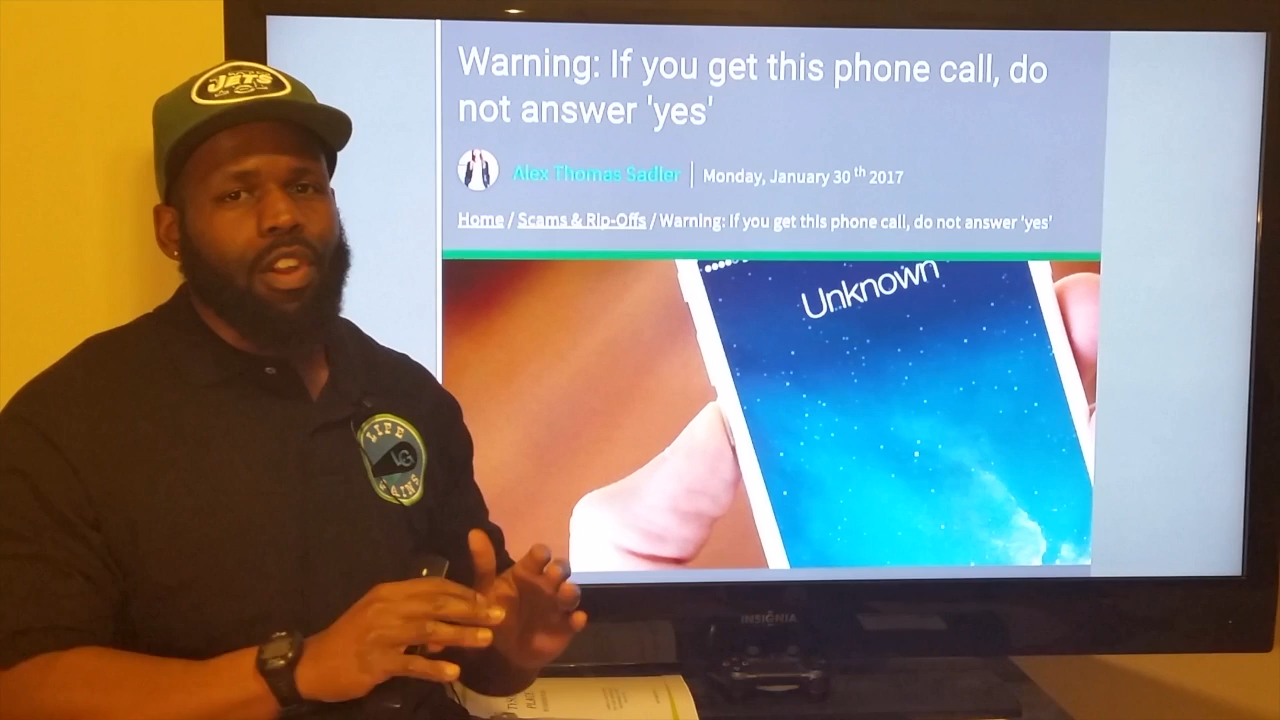 Warning: If you get this phone call, do
not answer 'yes'
Alex Thomas Sadler | Monday, January 30th 2017
Home / Scams & Rip-Offs / Warning: If you get this phone call, do not answer 'yes'
Unknown
JETS
LIFE
LG
GAINS
INSIGNIA
PLACE